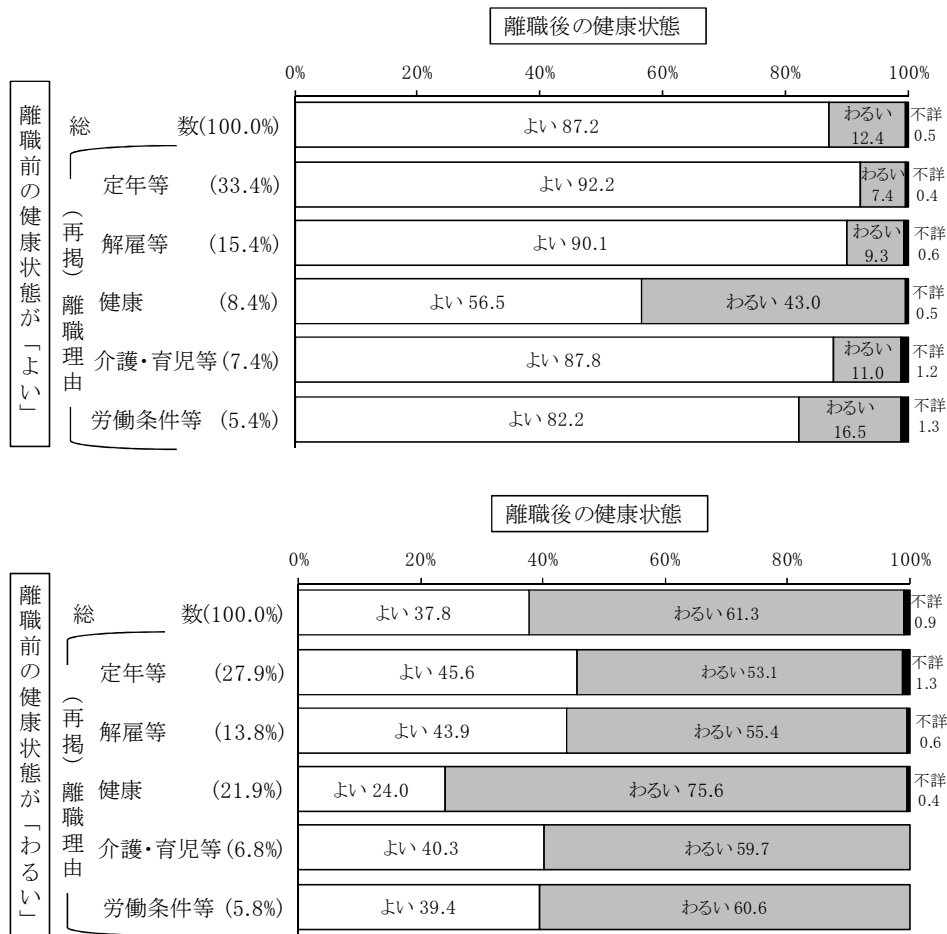 離職後の健康状態
0% 20% 40% 60% 80% 100%
離職前の健康状態が「よい」
(再掲)離職理由
総 数(100.0%) よい 87.2 わるい 12.4 不詳 0.5
定年等 (33.4%) よい 92.2 わるい 7.4 不詳 0.4
解雇等 (15.4%) よい 90.1 わるい 9.3 不詳 0.6
健康 (8.4%) よい 56.5 わるい 43.0 不詳 0.5
介護・育児等 (7.4%) よい 87.8 わるい 11.0 不詳 1.2
労働条件等 (5.4%) よい 82.2 わるい 16.5 不詳 1.3
離職後の健康状態
0% 20% 40% 60% 80% 100%
離職前の健康状態が「わるい」
(再掲)離職理由
総 数(100.0%) よい 37.8 わるい 61.3 不詳 0.9
定年等 (27.9%) よい 45.6 わるい 53.1 不詳 1.3
解雇等 (13.8%) よい 43.9 わるい 55.4 不詳 0.6
健康 (21.9%) よい 24.0 わるい 75.6 不詳 0.4
介護・育児等 (6.8%) よい 40.3 わるい 59.7
労働条件等 (5.8%) よい 39.4 わるい 60.6